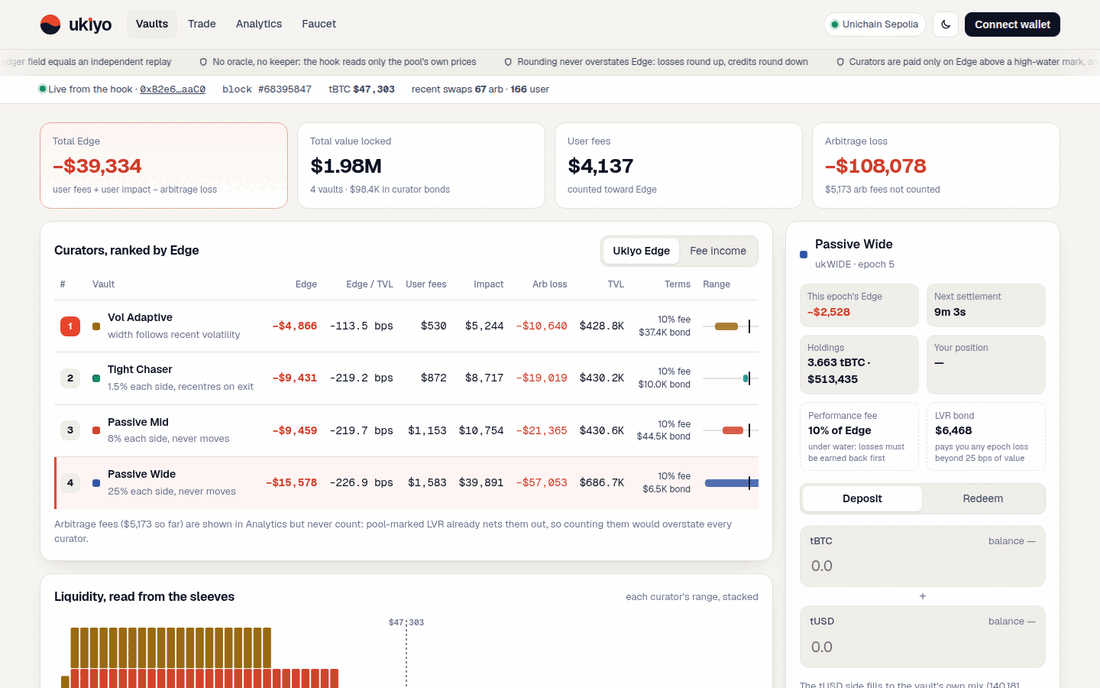 ukiyo
Vaults
Trade
Analytics
Faucet
Unichain Sepolia
Connect wallet
edger field equals an independent replay
No oracle, no keeper: the hook reads only the pool's own prices
Rounding never overstates Edge: losses round up, credits round down
Curators are paid only on Edge above a high-water mark,
Live from the hook · 0xB2e6…aaC0 block #68395847 tBTC $47,303 recent swaps 67 arb · 166 user
Total Edge
−$39,334
user fees + user impact − arbitrage loss
Total value locked
$1.98M
4 vaults · $98.4K in curator bonds
User fees
$4,137
counted toward Edge
Arbitrage loss
−$108,078
$5,173 arb fees not counted
Curators, ranked by Edge
Ukiyo Edge
Fee income
# Vault Edge Edge / TVL User fees Impact Arb loss TVL Terms Range
1 Vol Adaptive −$4,866 -113.5 bps $530 $5,244 −$10,640 $428.8K 10% fee
width follows recent volatility $37.4K bond
2 Tight Chaser −$9,431 -219.2 bps $872 $8,717 −$19,019 $430.2K 10% fee
1.5% each side, recentres on exit $10.0K bond
3 Passive Mid −$9,459 -219.7 bps $1,153 $10,754 −$21,365 $430.6K 10% fee
8% each side, never moves $44.5K bond
4 Passive Wide −$15,578 -226.9 bps $1,583 $39,891 −$57,053 $686.7K 10% fee
25% each side, never moves $6.5K bond
Arbitrage fees ($5,173 so far) are shown in Analytics but never count: pool-marked LVR already nets them out, so counting them would overstate every
curator.
Liquidity, read from the sleeves
each curator's range, stacked
$47,303
Passive Wide
ukWIDE · epoch 5
This epoch's Edge
−$2,528
Next settlement
9m 3s
Holdings
3.663 tBTC ·
$513,435
Your position
—
Performance fee
10% of Edge
under water: losses must
be earned back first
LVR bond
$6,468
pays you any epoch loss
beyond 25 bps of value
Deposit
Redeem
tBTC
balance —
0.0
+
tUSD
balance —
0.0
The tUSD side fills to the vault's own mix (140,181